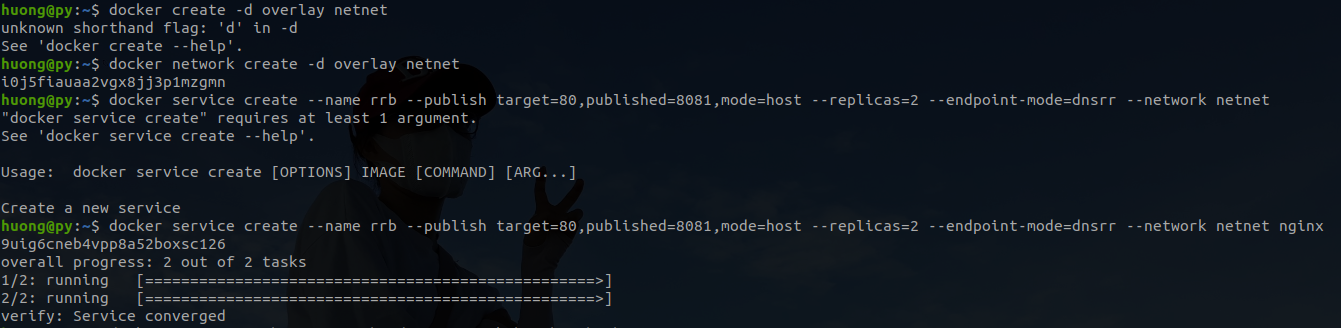 huong@py:~$ docker create -d overlay netnet
unknown shorthand flag: 'd' in -d
See 'docker create --help'.
huong@py:~$ docker network create -d overlay netnet
i0j5fiauaa2vgx8jj3p1mzgmn
huong@py:~$ docker service create --name rrb --publish target=80,published=8081,mode=host --replicas=2 --endpoint-mode=dnsrr --network netnet
"docker service create" requires at least 1 argument.
See 'docker service create --help'.

Usage:  docker service create [OPTIONS] IMAGE [COMMAND] [ARG...]

Create a new service
huong@py:~$ docker service create --name rrb --publish target=80,published=8081,mode=host --replicas=2 --endpoint-mode=dnsrr --network netnet nginx
9uig6cneb4vpp8a52boxsc126
overall progress: 2 out of 2 tasks
1/2: running   [==================================================>]
2/2: running   [==================================================>]
verify: Service converged